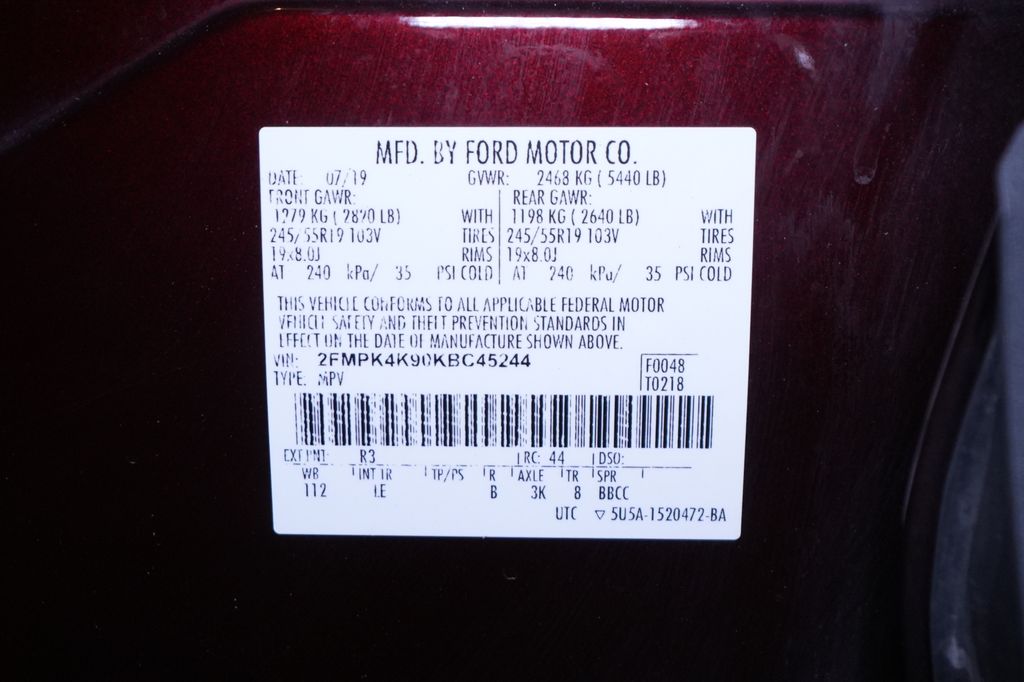 MFD. BY FORD MOTOR CO.
DATE: 07/19 GVWR: 2468 KG ( 5440 LB)
FRONT GAWR: REAR GAWR:
1279 KG ( 2820 LB) WITH 1198 KG ( 2640 LB) WITH
245/55R19 103V TIRES 245/55R19 103V TIRES
19x8.0J RIMS 19x8.0J RIMS
AT 240 kPa/ 35 PSI COLD AT 240 kPa/ 35 PSI COLD
THIS VEHICLE CONFORMS TO ALL APPLICABLE FEDERAL MOTOR
VEHICLE SAFETY AND THEFT PREVENTION STANDARDS IN
EFFECT ON THE DATE OF MANUFACTURE SHOWN ABOVE.
VIN: 2FMPK4K90KBC45244
TYPE: MPV
F0048
T0218
EXT PNT: R3 RC: 44 DSO:
WB INT TR TP/PS R AXLE TR SPR
112 LE B 3K 8 BBCC
UTC ▽ 5U5A-1520472-BA